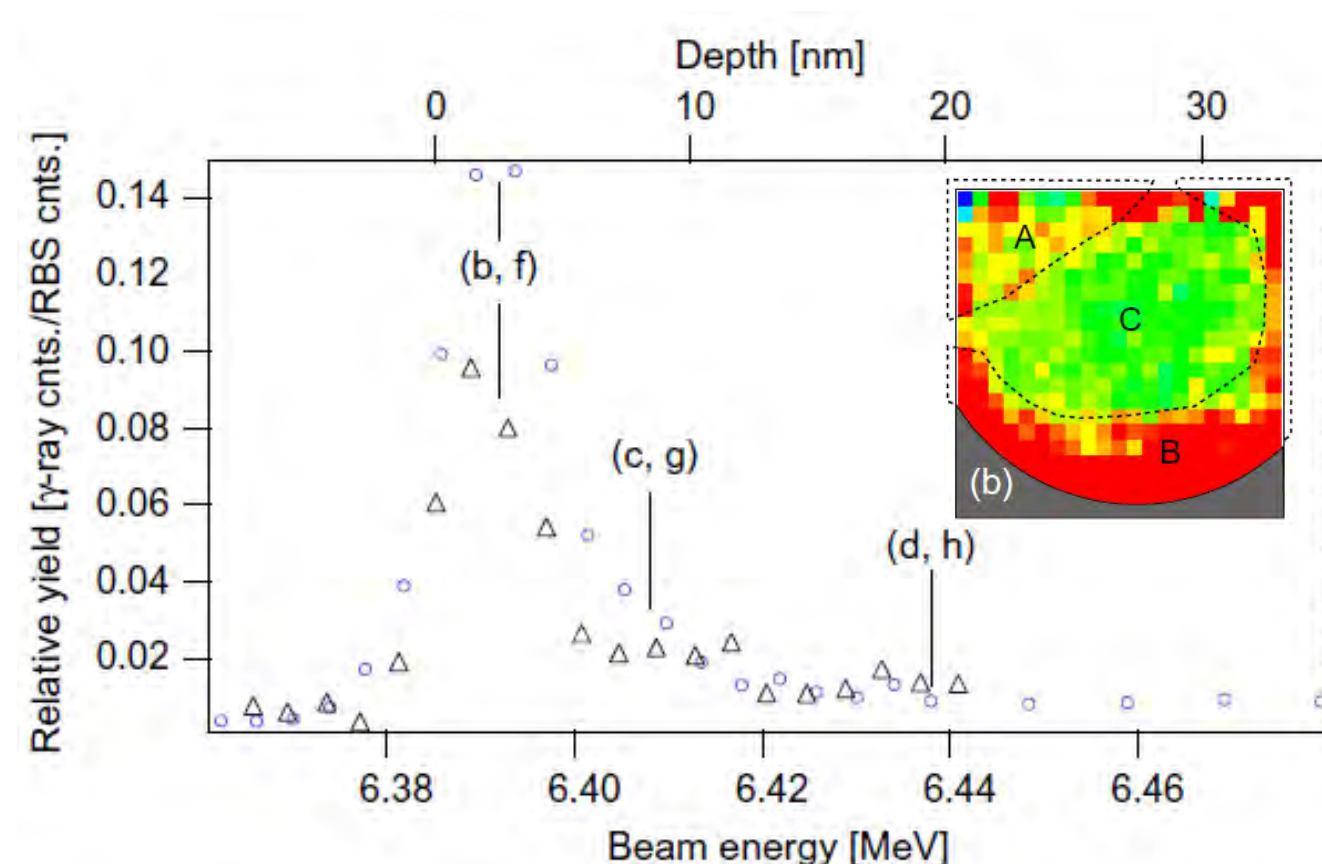 Depth [nm]
0 10 20 30
Relative yield [γ-ray cnts./RBS cnts.]
0.14
0.12
0.10
0.08
0.06
0.04
0.02
(b, f)
(c, g)
(d, h)
A
C
B
(b)
6.38 6.40 6.42 6.44 6.46
Beam energy [MeV]